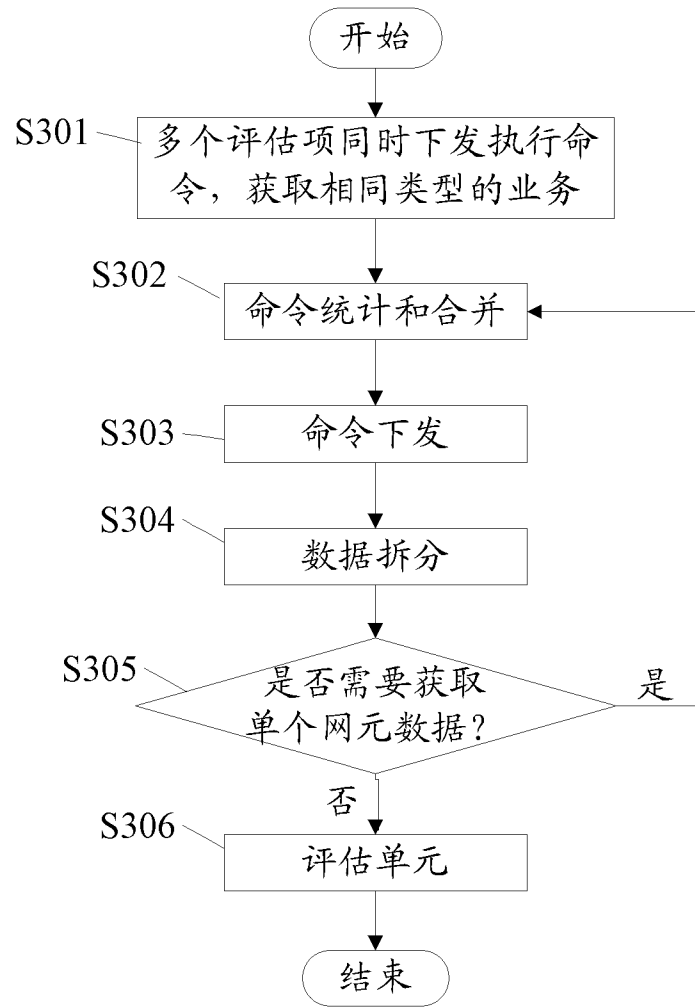 开始
S301
多个评估项同时下发执行命
令，获取相同类型的业务
S302
命令统计和合并
S303
命令下发
S304
数据拆分
S305
是否需要获取
单个网元数据？
是
否
S306
评估单元
结束